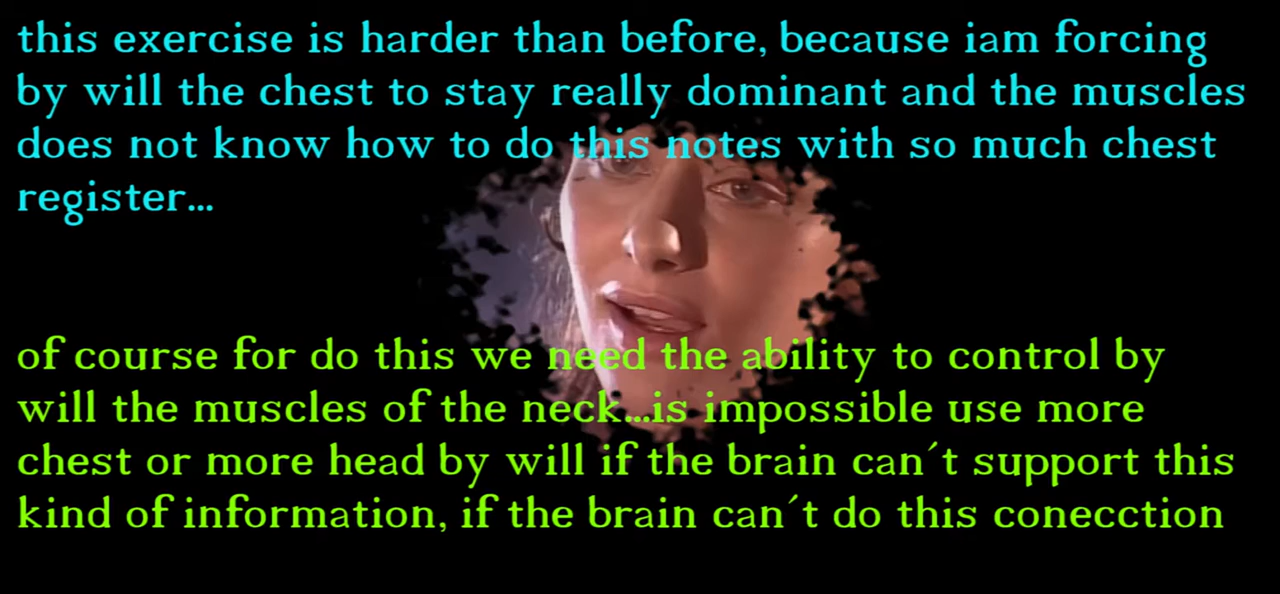 this exercise is harder than before, because iam forcing
by will the chest to stay really dominant and the muscles
does not know how to do this notes with so much chest
register...
of course for do this we need the ability to control by
will the muscles of the neck...is impossible use more
chest or more head by will if the brain can´t support this
kind of information, if the brain can´t do this conecction